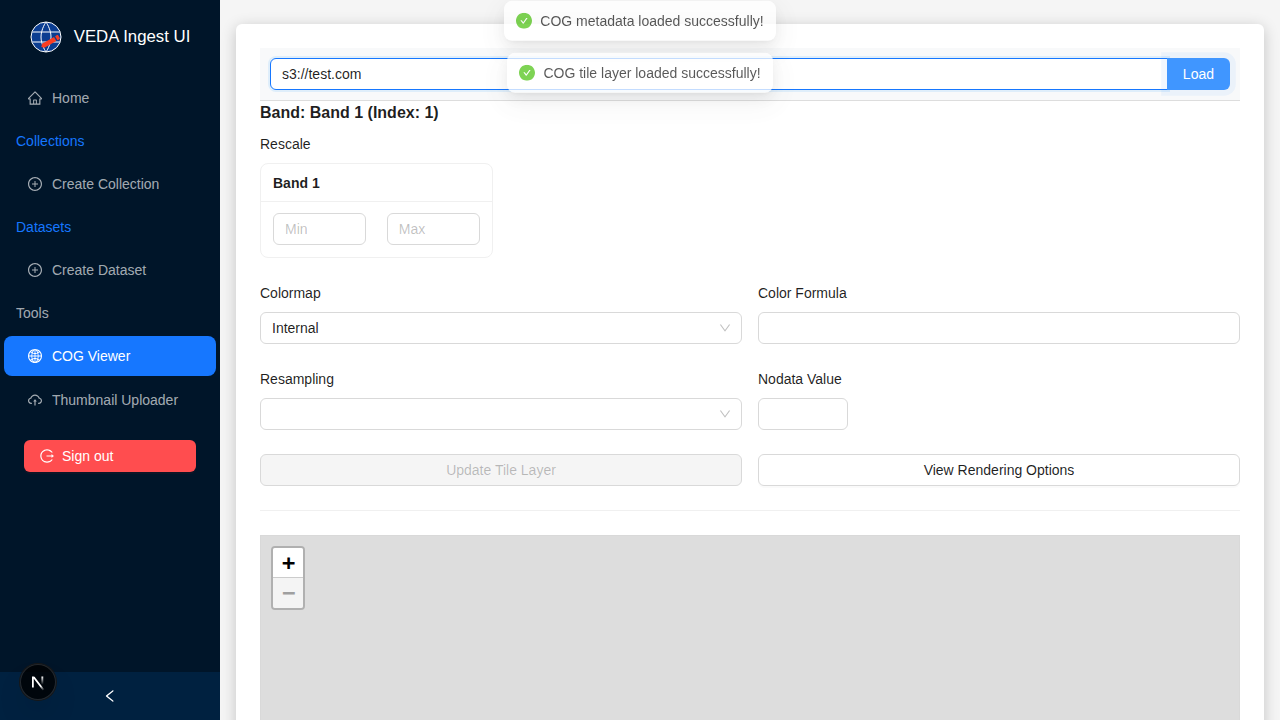 VEDA Ingest UI
Home
Collections
Create Collection
Datasets
Create Dataset
Tools
COG Viewer
Thumbnail Uploader
Sign out
COG metadata loaded successfully!
COG tile layer loaded successfully!
s3://test.com
Load
Band: Band 1 (Index: 1)
Rescale
Band 1
Min
Max
Colormap
Color Formula
Internal
Resampling
Nodata Value
Update Tile Layer
View Rendering Options
+
−